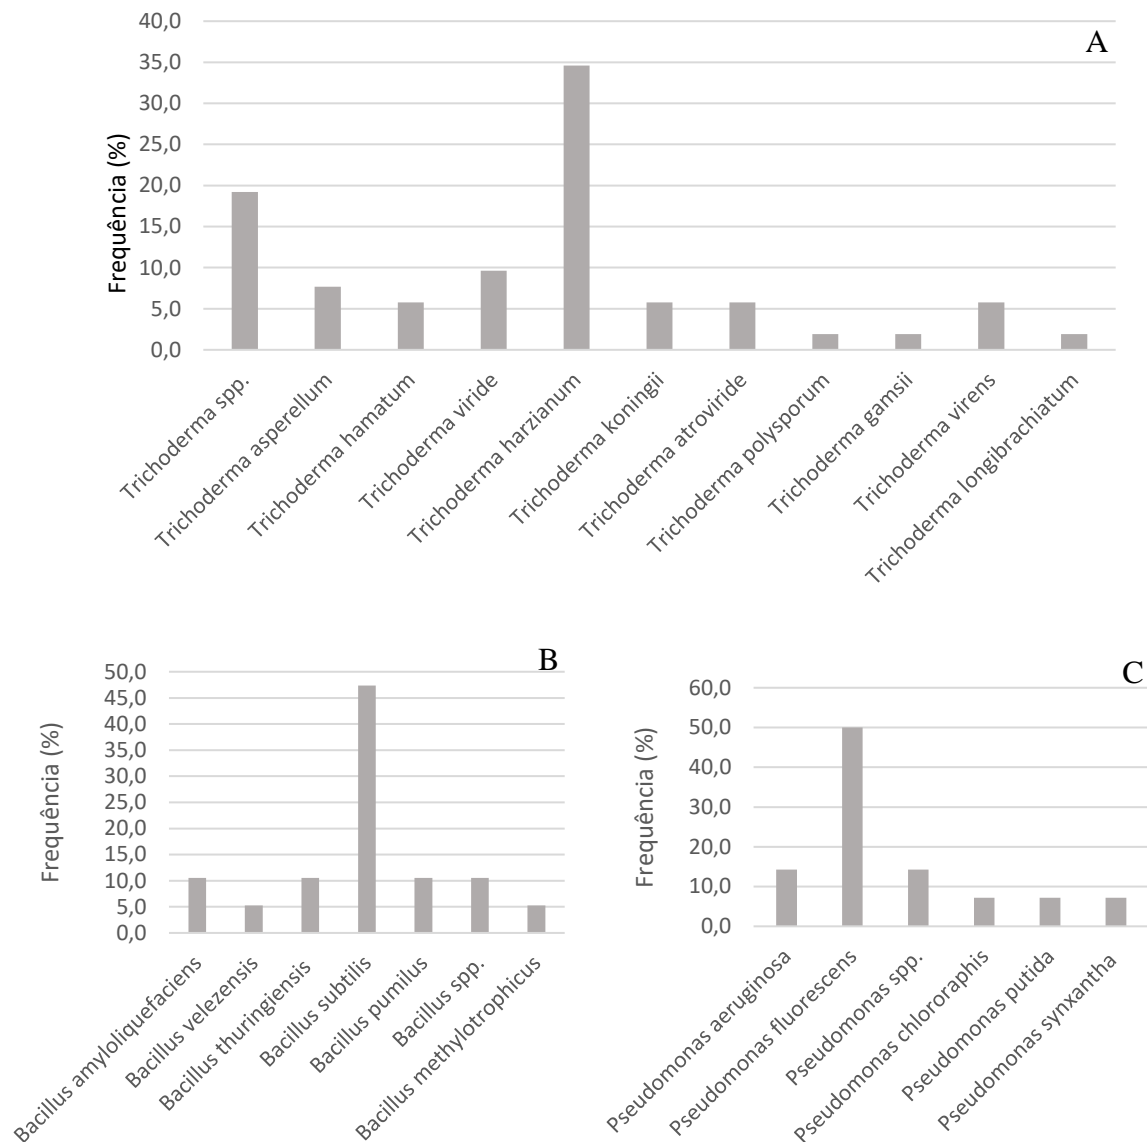 A
Frequência (%)
40,0
35,0
30,0
25,0
20,0
15,0
10,0
5,0
0,0
Trichoderma spp.
Trichoderma asperellum
Trichoderma hamatum
Trichoderma viride
Trichoderma harzianum
Trichoderma koningii
Trichoderma atroviride
Trichoderma polysporum
Trichoderma gamsii
Trichoderma virens
Trichoderma longibrachiatum
B
Frequência (%)
50,0
45,0
40,0
35,0
30,0
25,0
20,0
15,0
10,0
5,0
0,0
Bacillus amyloliquefaciens
Bacillus velezensis
Bacillus thuringiensis
Bacillus subtilis
Bacillus pumilus
Bacillus spp.
Bacillus methylotrophicus
C
Frequência (%)
60,0
50,0
40,0
30,0
20,0
10,0
0,0
Pseudomonas aeruginosa
Pseudomonas fluorescens
Pseudomonas spp.
Pseudomonas chlororaphis
Pseudomonas putida
Pseudomonas synxantha